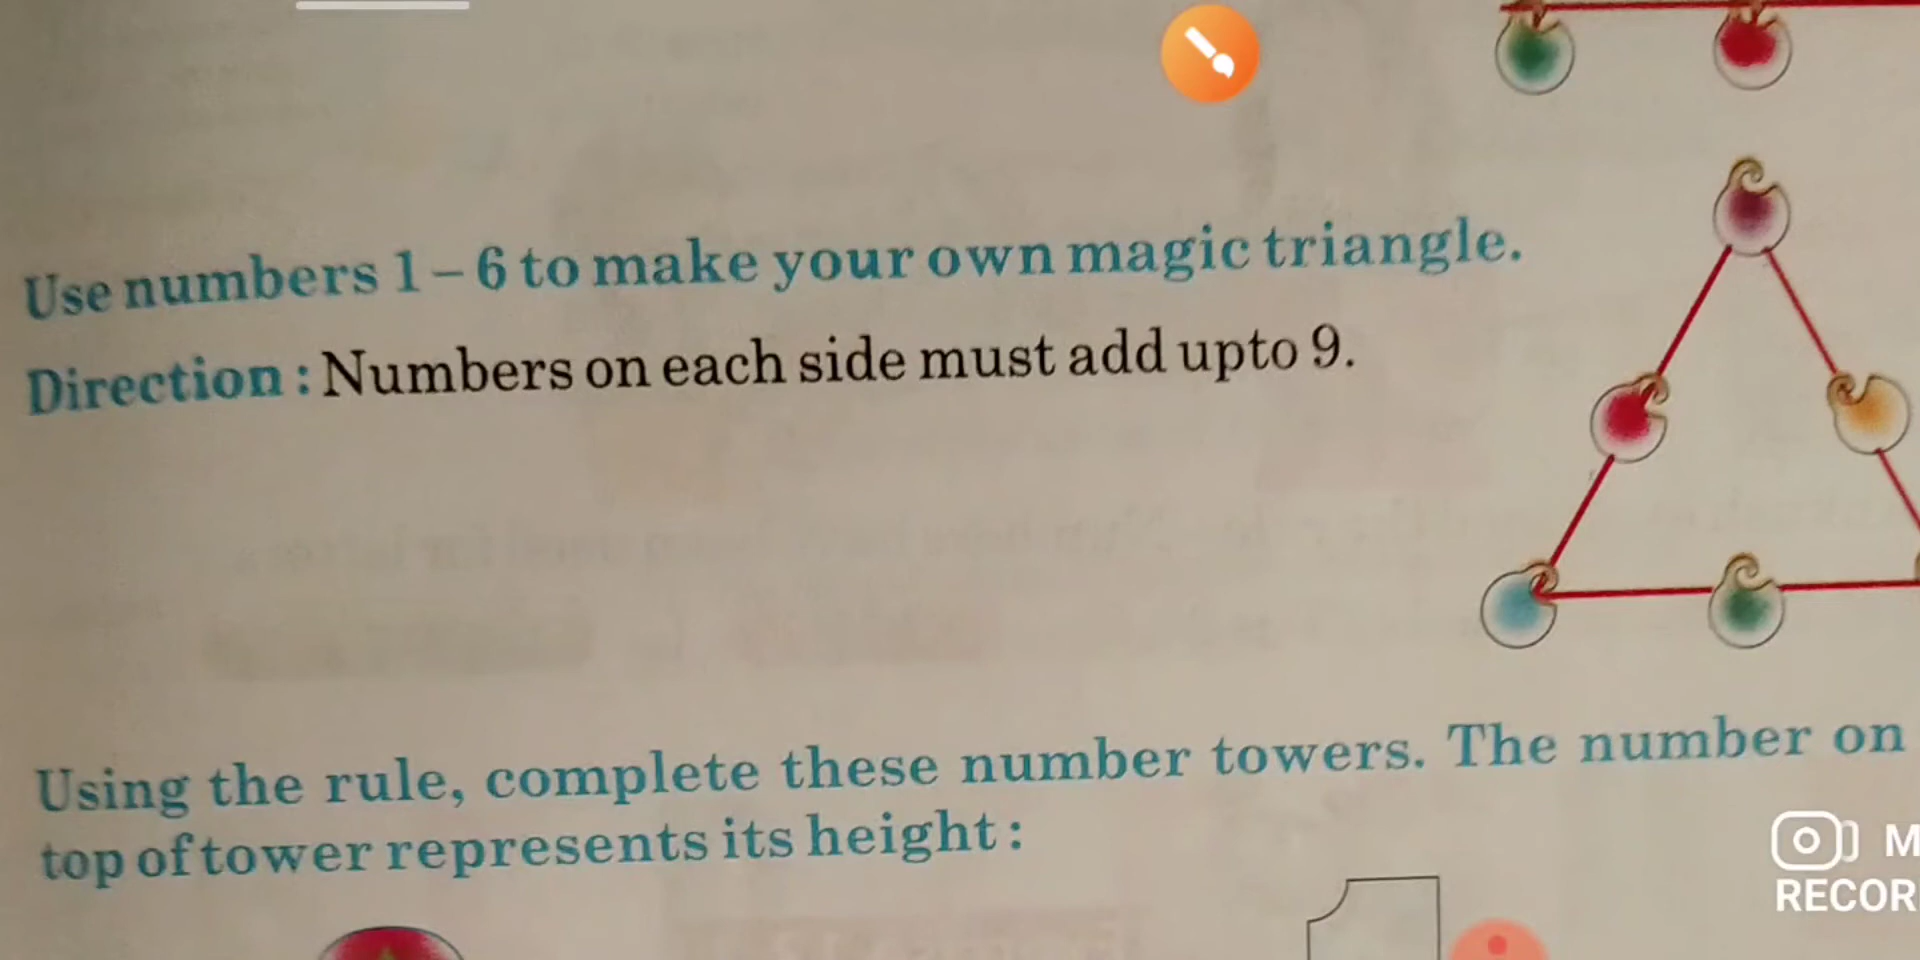 Use numbers 1 – 6 to make your own magic triangle.
Direction : Numbers on each side must add upto 9.
Using the rule, complete these number towers. The number on
top of tower represents its height :